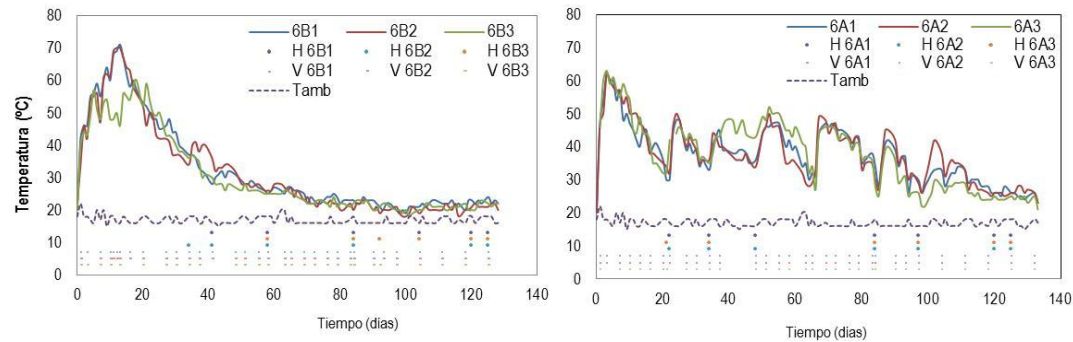 6B1 6B2 6B3
H 6B1 H 6B2 H 6B3
V 6B1 V 6B2 V 6B3
Tamb
Temperatura (ºC)
80
70
60
50
40
30
20
10
0
0 20 40 60 80 100 120 140
Tiempo (días)
6A1 6A2 6A3
H 6A1 H 6A2 H 6A3
V 6A1 V 6A2 V 6A3
Tamb
80
70
60
50
40
30
20
10
0
0 20 40 60 80 100 120 140
Tiempo (días)